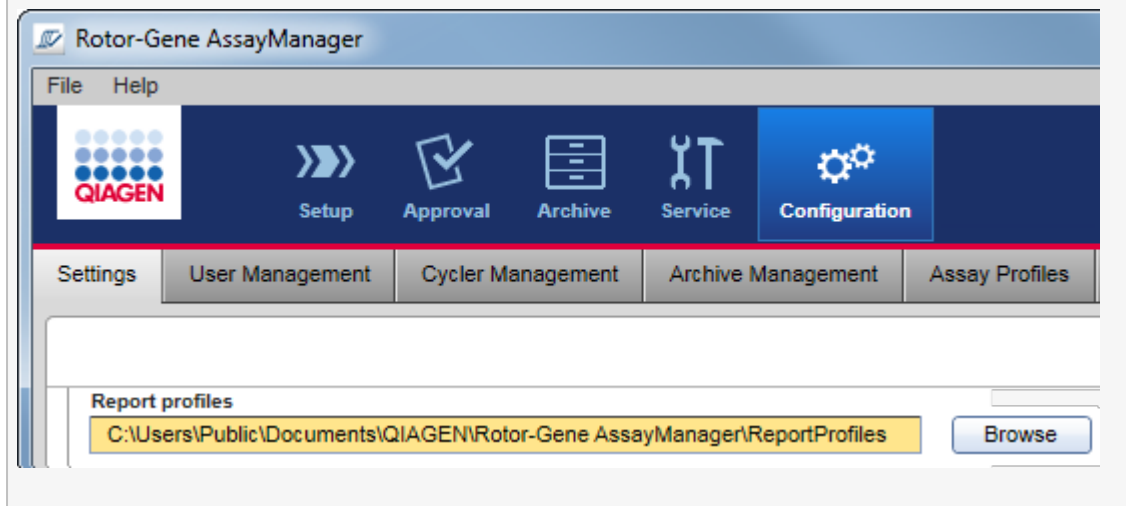 Rotor-Gene AssayManager
File Help
QIAGEN
Setup Approval Archive Service Configuration
Settings User Management Cycler Management Archive Management Assay Profiles
Report profiles
C:\Users\Public\Documents\QIAGEN\Rotor-Gene AssayManager\ReportProfiles Browse